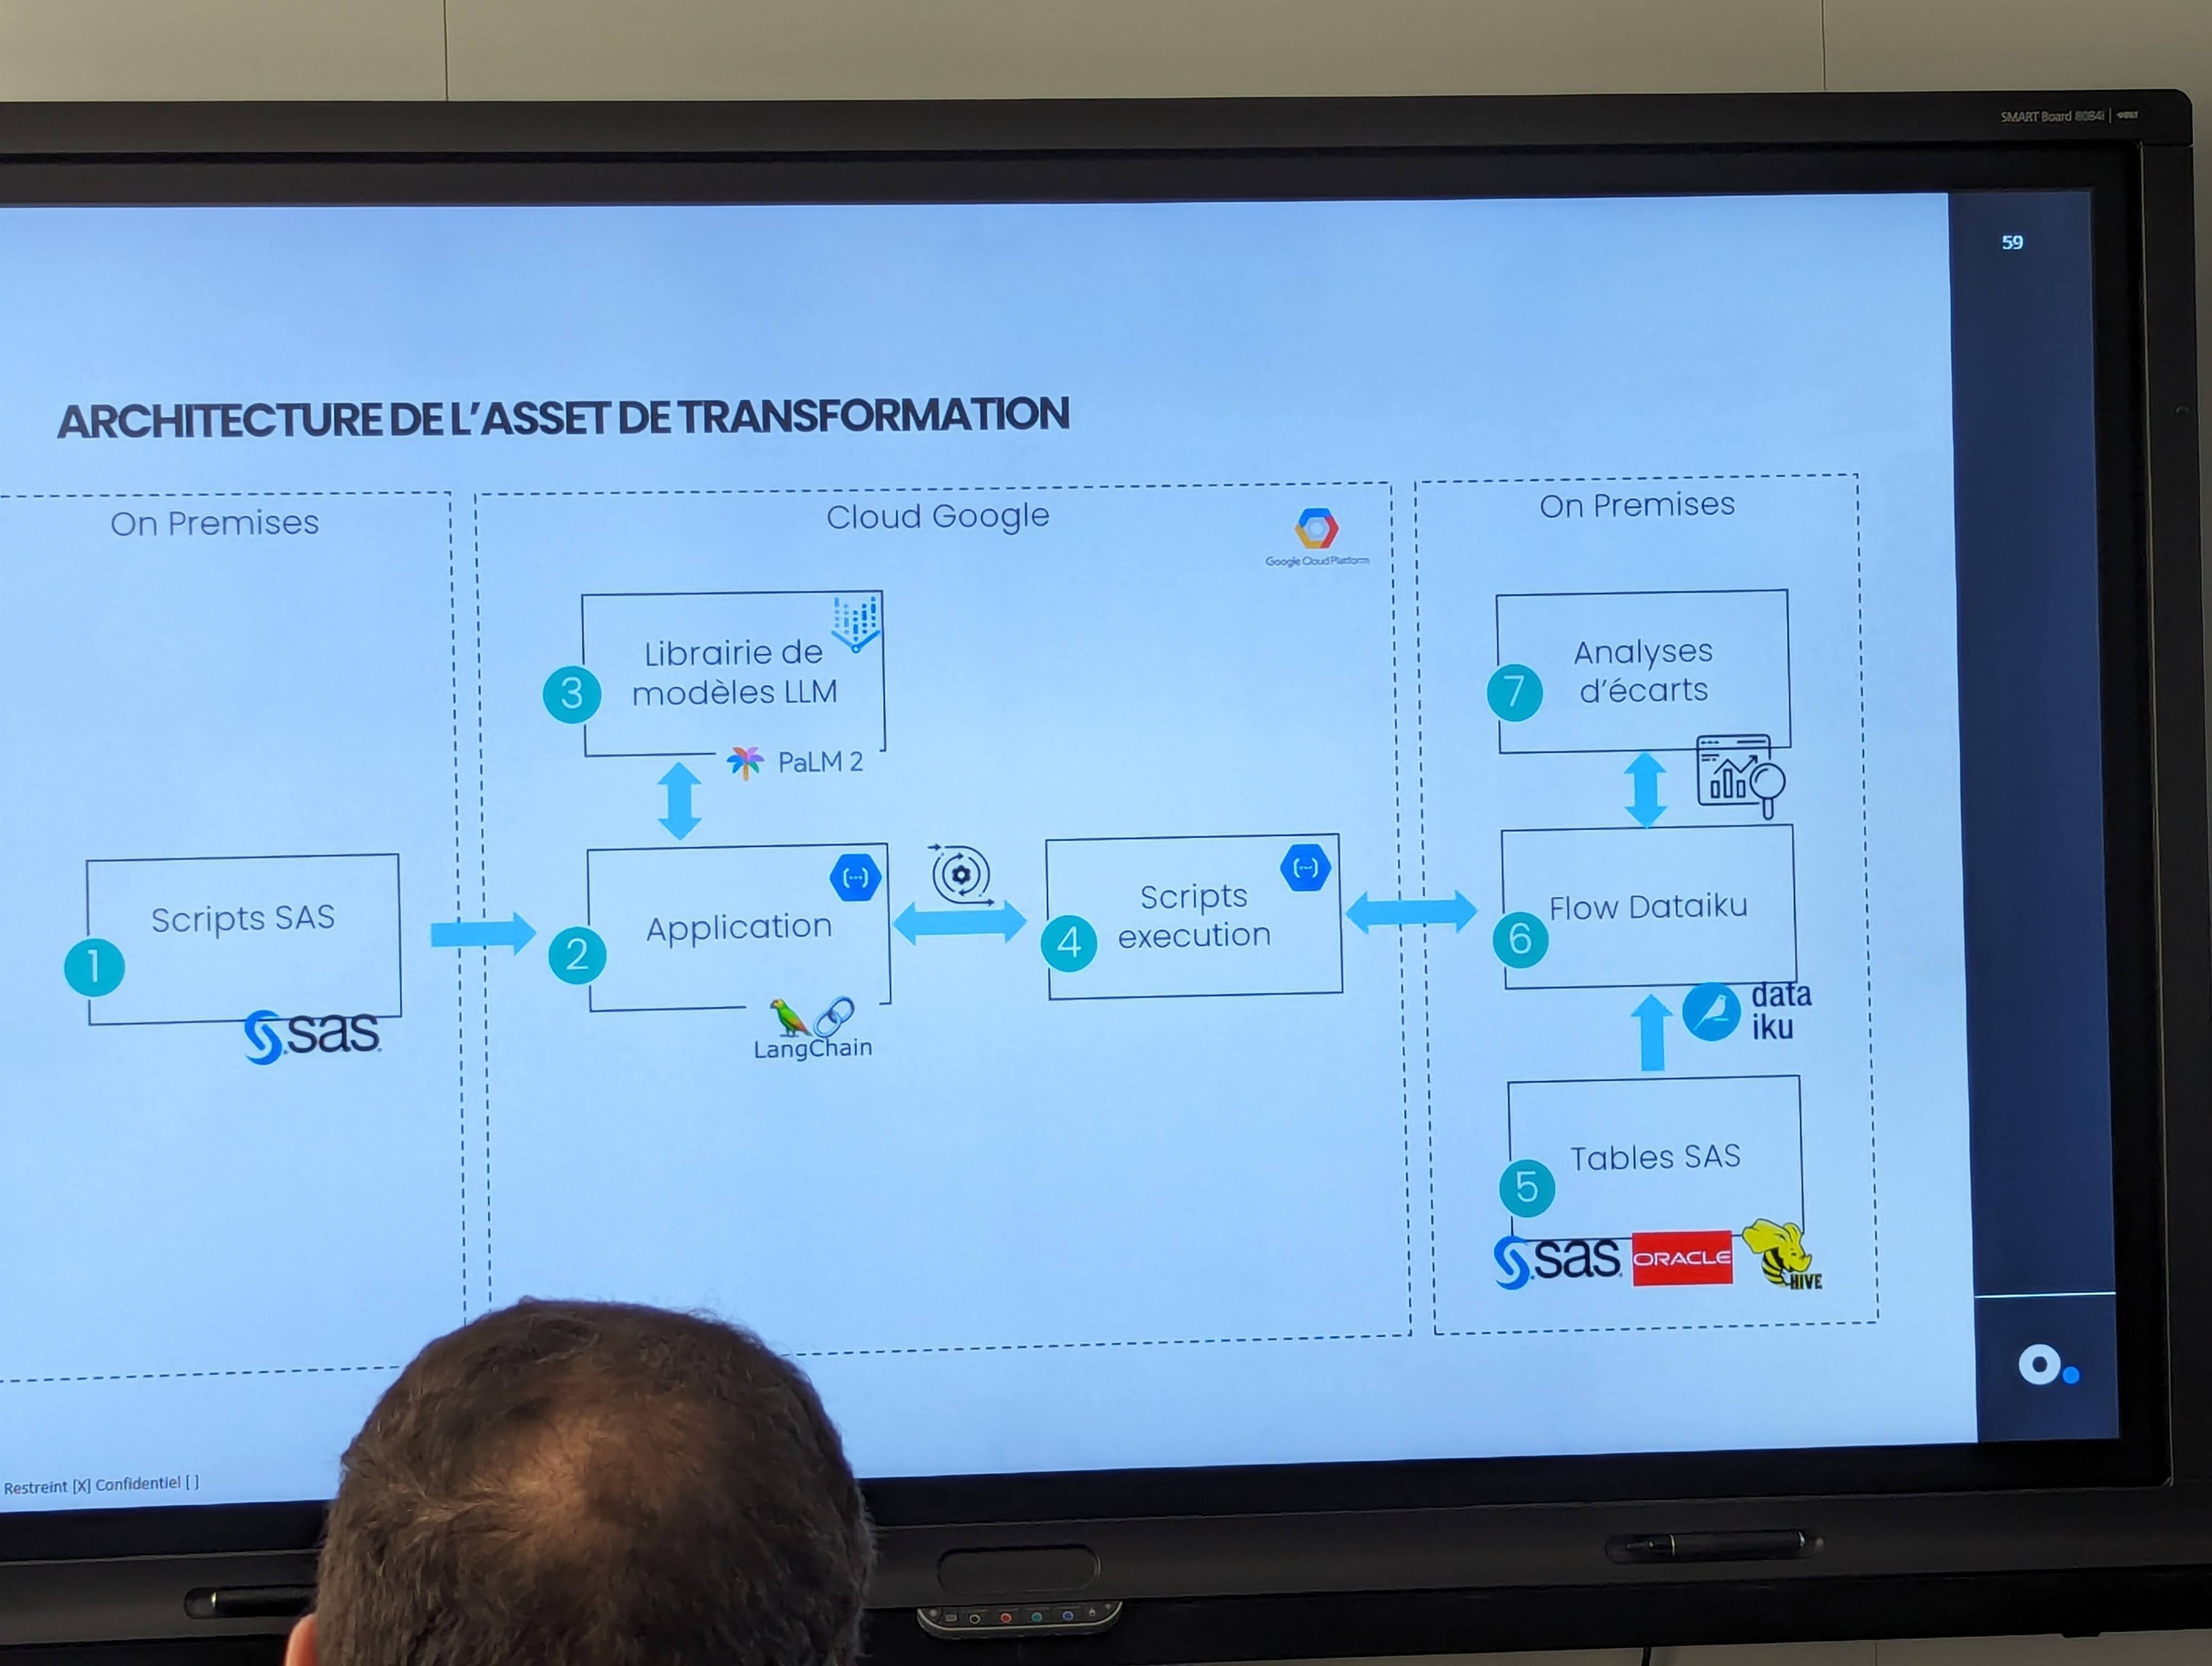 SMART Board
59
ARCHITECTURE DE L'ASSET DE TRANSFORMATION
On Premises
Scripts SAS
1
sas
Cloud Google
Google Cloud Platform
Librairie de
modèles LLM
3
PaLM 2
Application
2
LangChain
Scripts
execution
4
On Premises
Analyses
d'écarts
7
Flow Dataiku
6
data
iku
Tables SAS
5
sas
ORACLE
HIVE
Restreint [X] Confidentiel [ ]